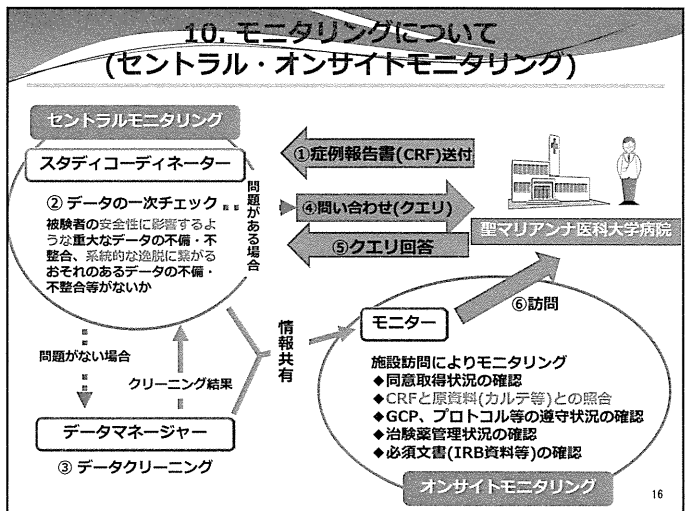 10. モニタリングについて
(セントラル・オンサイトモニタリング)
セントラルモニタリング
スタディコーディネーター
② データの一次チェック
被験者の安全性に影響するよ
うな重大なデータの不備・不
整合、系統的な逸脱に繋がる
おそれのあるデータの不備・
不整合等がないか
問題がある場合
①症例報告書(CRF)送付
④問い合わせ(クエリ)
⑤クエリ回答
聖マリアンナ医科大学病院
⑥訪問
問題がない場合
クリーニング結果
情報共有
データマネージャー
③ データクリーニング
モニター
施設訪問によりモニタリング
◆同意取得状況の確認
◆CRFと原資料(カルテ等)との照合
◆GCP、プロトコル等の遵守状況の確認
◆治験薬管理状況の確認
◆必須文書(IRB資料等)の確認
オンサイトモニタリング
16